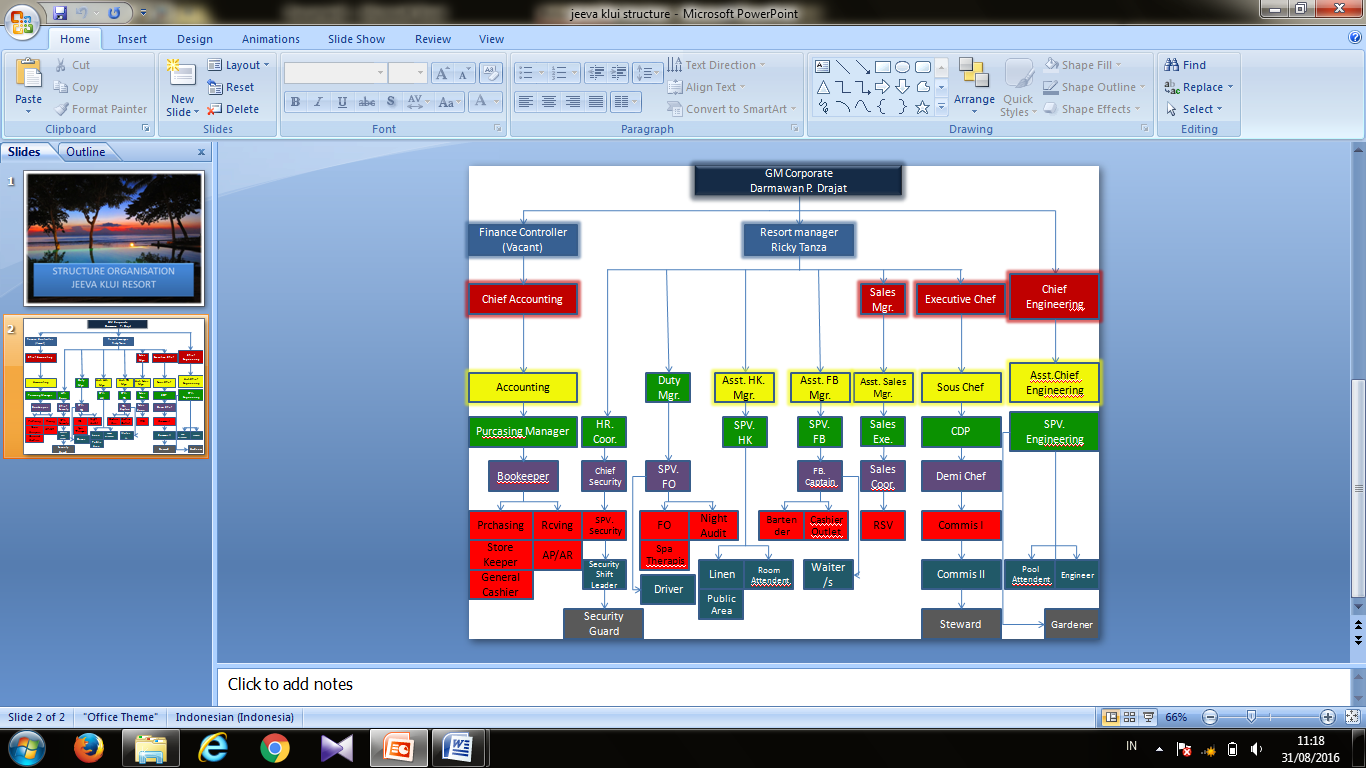 jeeva klui structure - Microsoft PowerPoint
Home Insert Design Animations Slide Show Review View
Paste
Cut
Copy
Format Painter
Clipboard
New Slide
Layout
Reset
Delete
Slides
B I U abc S AV Aa A
Font
Text Direction
Align Text
Convert to SmartArt
Paragraph
Arrange
Quick Styles
Shape Fill
Shape Outline
Shape Effects
Drawing
Find
Replace
Select
Editing
Slides Outline x
1
STRUCTURE ORGANISATION
JEEVA KLUI RESORT
2
GM Corporate
Darmawan P. Drajat
Finance Controller
(Vacant)
Resort manager
Ricky Tanza
Chief Accounting
Sales
Mgr.
Executive Chef
Chief
Engineering
Accounting
Duty
Mgr.
Asst. HK.
Mgr.
Asst. FB
Mgr.
Asst. Sales
Mgr.
Sous Chef
Asst.Chief
Engineering
Purcasing Manager
HR.
Coor.
SPV.
HK
SPV.
FB
Sales
Exe.
CDP
SPV.
Engineering
Bookeeper
Chief
Security
SPV.
FO
FB.
Captain
Sales
Coor.
Demi Chef
Prchasing
Rcving
SPV.
Security
FO
Night
Audit
Barten
der
Cashier
Outlet
RSV
Commis I
Store
Keeper
AP/AR
Spa
Therapis
General
Cashier
Security
Shift
Leader
Driver
Linen
Room
Attendent
Waiter
/s
Commis II
Pool
Attendent
Engineer
Public
Area
Security
Guard
Steward
Gardener
Click to add notes
Slide 2 of 2 "Office Theme" Indonesian (Indonesia) 66%
IN
11:18
31/08/2016